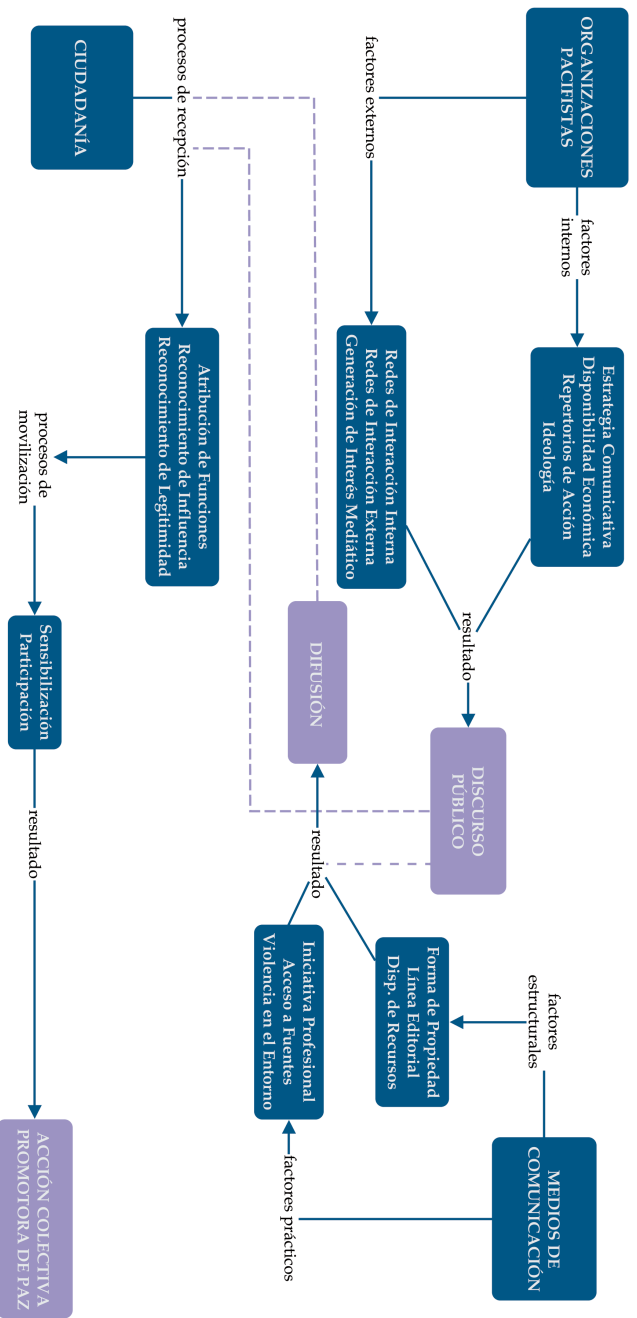 ORGANIZACIONES
PACIFISTAS
factores
internos
Estrategia Comunicativa
Disponibilidad Económica
Repertorios de Acción
Ideología
factores externos
Redes de Interacción Interna
Redes de Interacción Externa
Generación de Interés Mediático
resultado
DISCURSO
PÚBLICO
MEDIOS DE
COMUNICACIÓN
factores
estructurales
Forma de Propiedad
Línea Editorial
Disp. de Recursos
factores prácticos
Iniciativa Profesional
Acceso a Fuentes
Violencia en el Entorno
resultado
DIFUSIÓN
CIUDADANÍA
procesos de recepción
Atribución de Funciones
Reconocimiento de Influencia
Reconocimiento de Legitimidad
procesos de
movilización
Sensibilización
Participación
resultado
ACCIÓN COLECTIVA
PROMOTORA DE PAZ